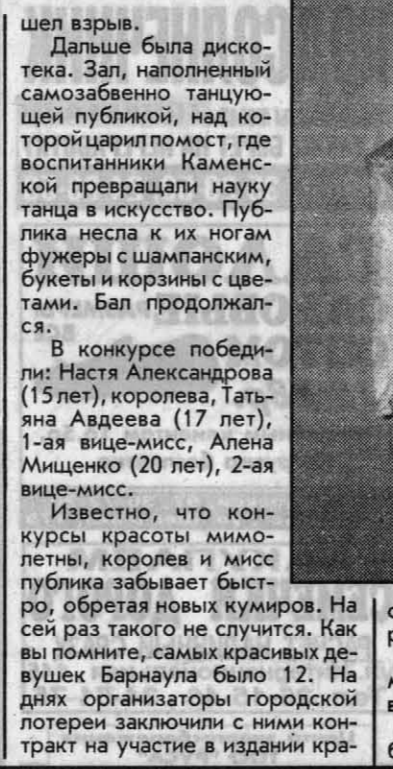 шел взрыв.
Дальше была диско-
тека. Зал, наполненный
самозабвенно танцую-
щей публикой, над ко-
торой царил помост, где
воспитанники Каменс-
кой превращали науку
танца в искусство. Пуб-
лика несла к их ногам
фужеры с шампанским,
букеты и корзины с цве-
тами. Бал продолжал-
ся.
В конкурсе победи-
ли: Настя Александрова
(15 лет), королева, Тать-
яна Авдеева (17 лет),
1-ая вице-мисс, Алена
Мищенко (20 лет), 2-ая
вице-мисс.
Известно, что кон-
курсы красоты мимо-
летны, королев и мисс
публика забывает быст-
ро, обретая новых кумиров. На
сей раз такого не случится. Как
вы помните, самых красивых де-
вушек Барнаула было 12. На
днях организаторы городской
лотереи заключили с ними кон-
тракт на участие в издании кра-